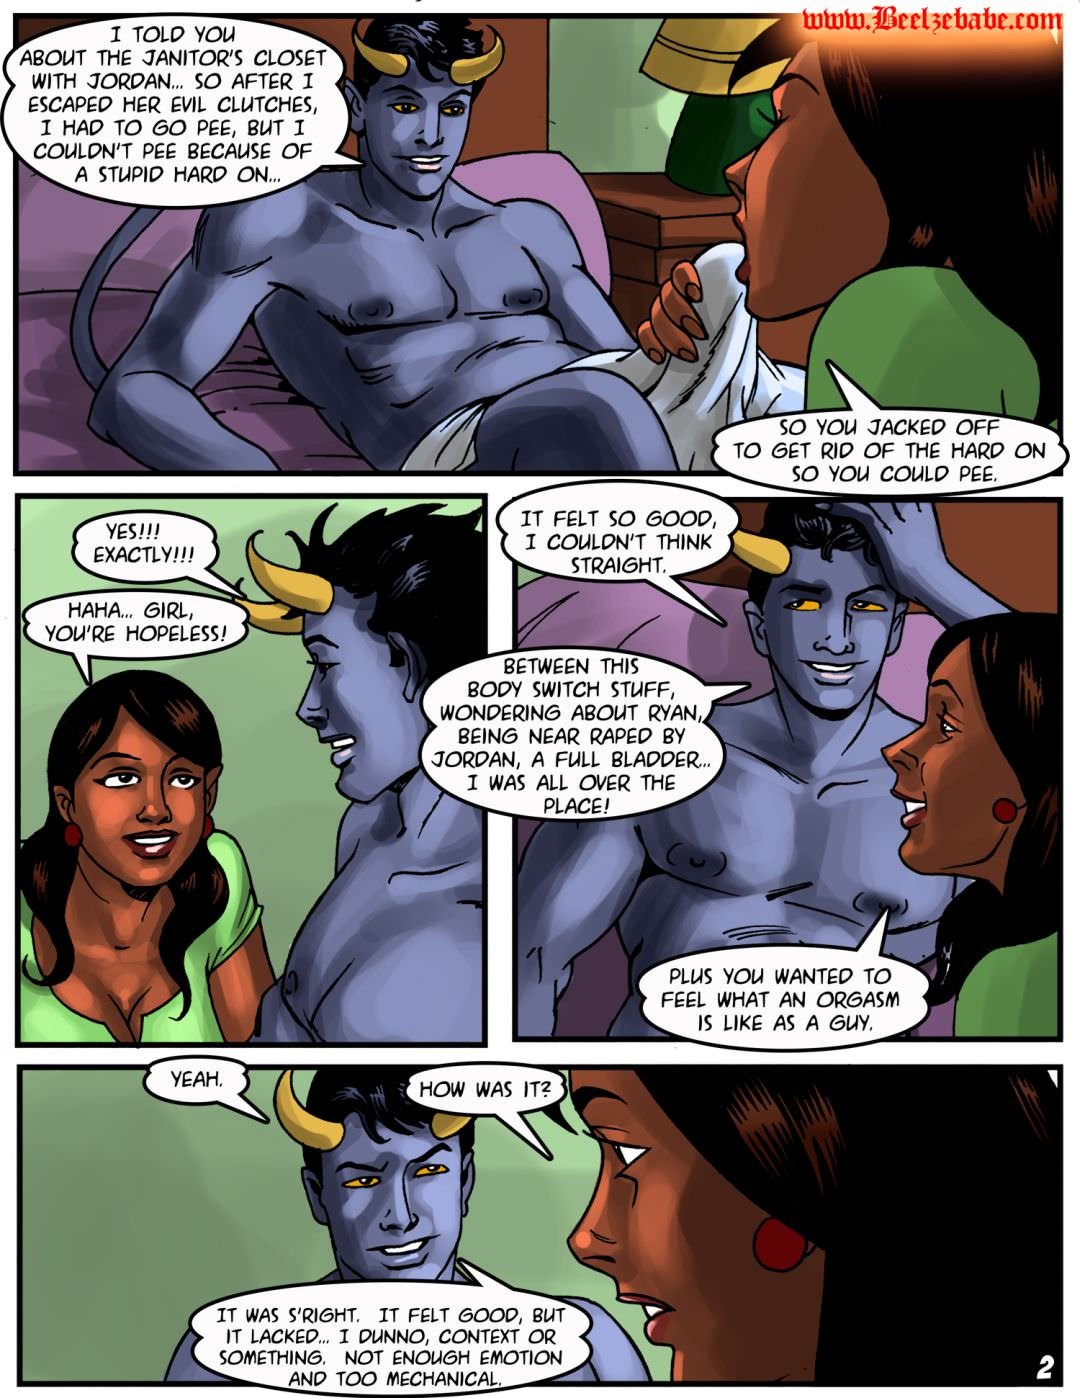 www.Beelzebabe.com
I TOLD YOU
ABOUT THE JANITOR'S CLOSET
WITH JORDAN... SO AFTER I
ESCAPED HER EVIL CLUTCHES,
I HAD TO GO PEE, BUT I
COULDN'T PEE BECAUSE OF
A STUPID HARD ON...
SO YOU JACKED OFF
TO GET RID OF THE HARD ON
SO YOU COULD PEE.
YES!!!
EXACTLY!!!
HAHA... GIRL,
YOU'RE HOPELESS!
IT FELT SO GOOD,
I COULDN'T THINK
STRAIGHT.
BETWEEN THIS
BODY SWITCH STUFF,
WONDERING ABOUT RYAN,
BEING NEAR RAPED BY
JORDAN, A FULL BLADDER...
I WAS ALL OVER THE
PLACE!
PLUS YOU WANTED TO
FEEL WHAT AN ORGASM
IS LIKE AS A GUY.
YEAH.
HOW WAS IT?
IT WAS S'RIGHT. IT FELT GOOD, BUT
IT LACKED... I DUNNO, CONTEXT OR
SOMETHING. NOT ENOUGH EMOTION
AND TOO MECHANICAL.
2